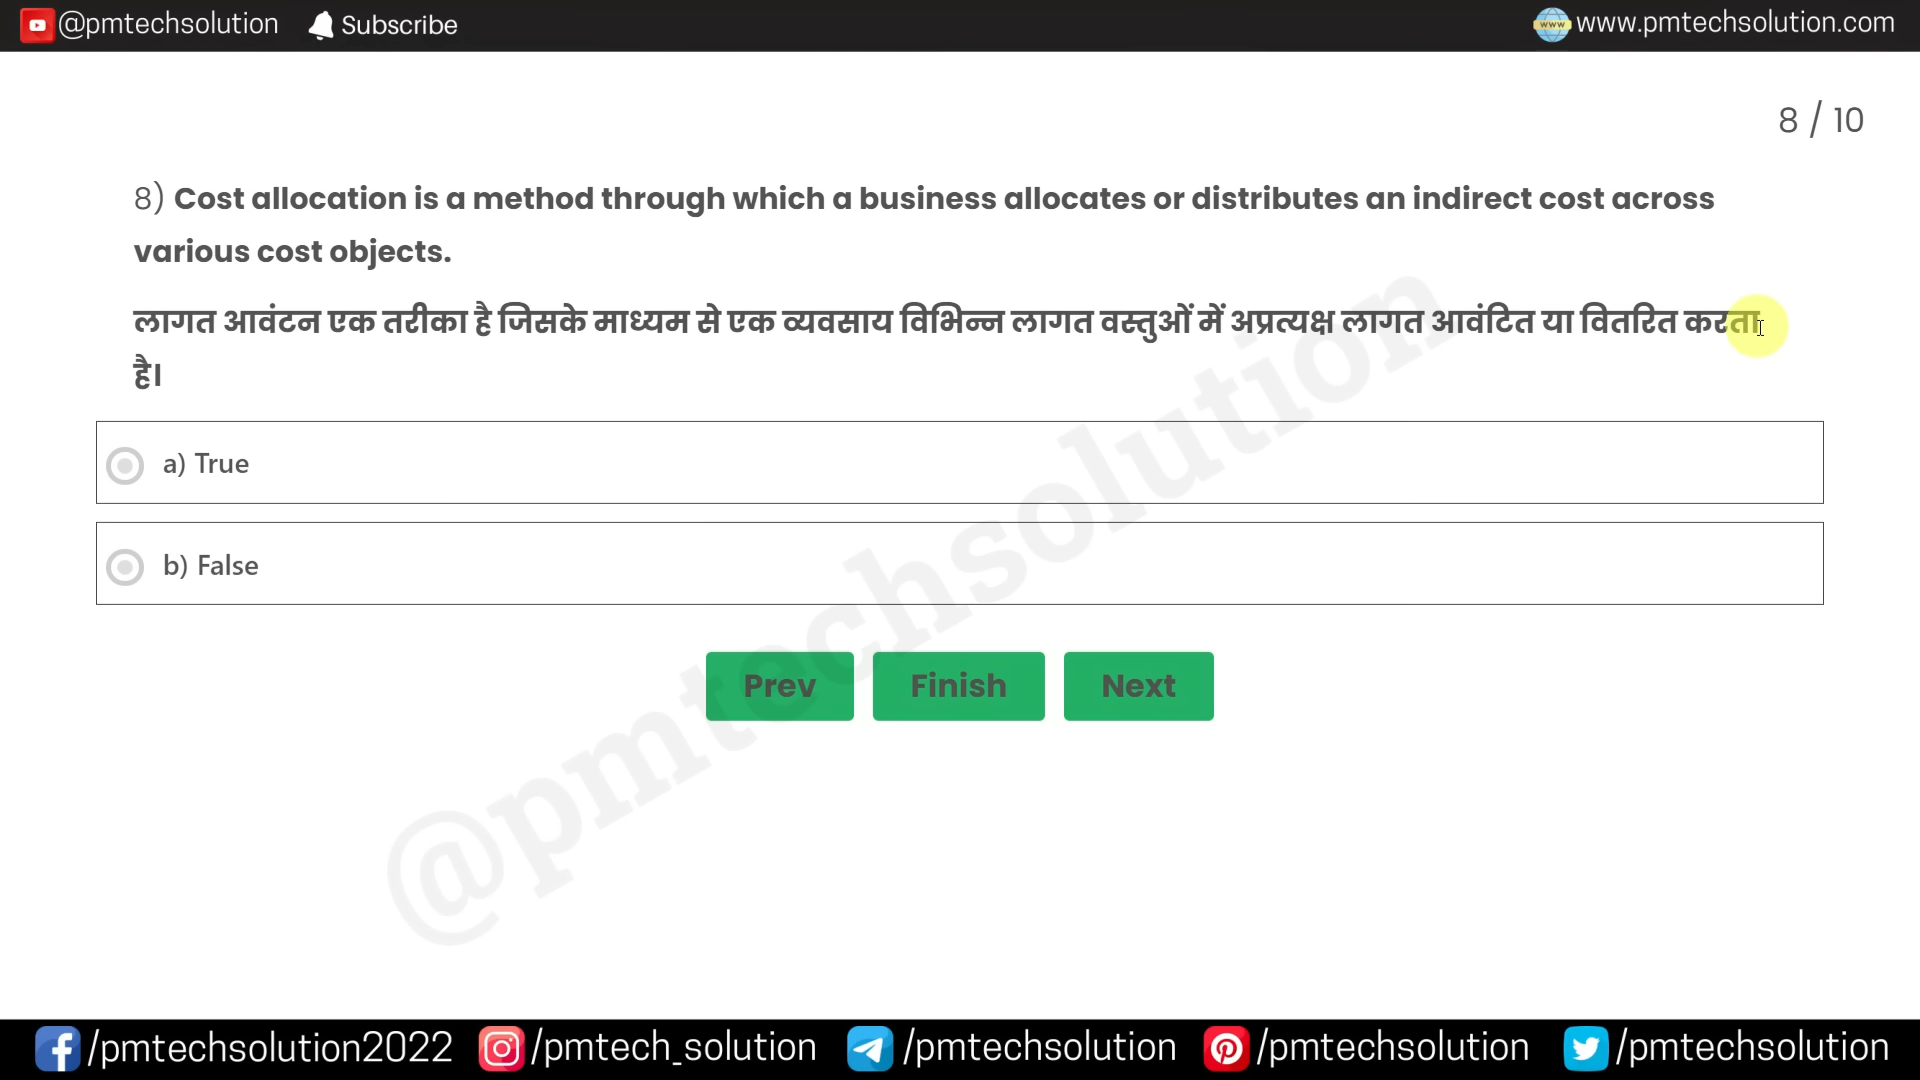 @pmtechsolution Subscribe www www.pmtechsolution.com
8 / 10
8) Cost allocation is a method through which a business allocates or distributes an indirect cost across
various cost objects.
लागत आवंटन एक तरीका है जिसके माध्यम से एक व्यवसाय विभिन्न लागत वस्तुओं में अप्रत्यक्ष लागत आवंटित या वितरित करता
है।
a) True
b) False
Prev Finish Next
@pmtechsolution
/pmtechsolution2022 /pmtech_solution /pmtechsolution /pmtechsolution /pmtechsolution